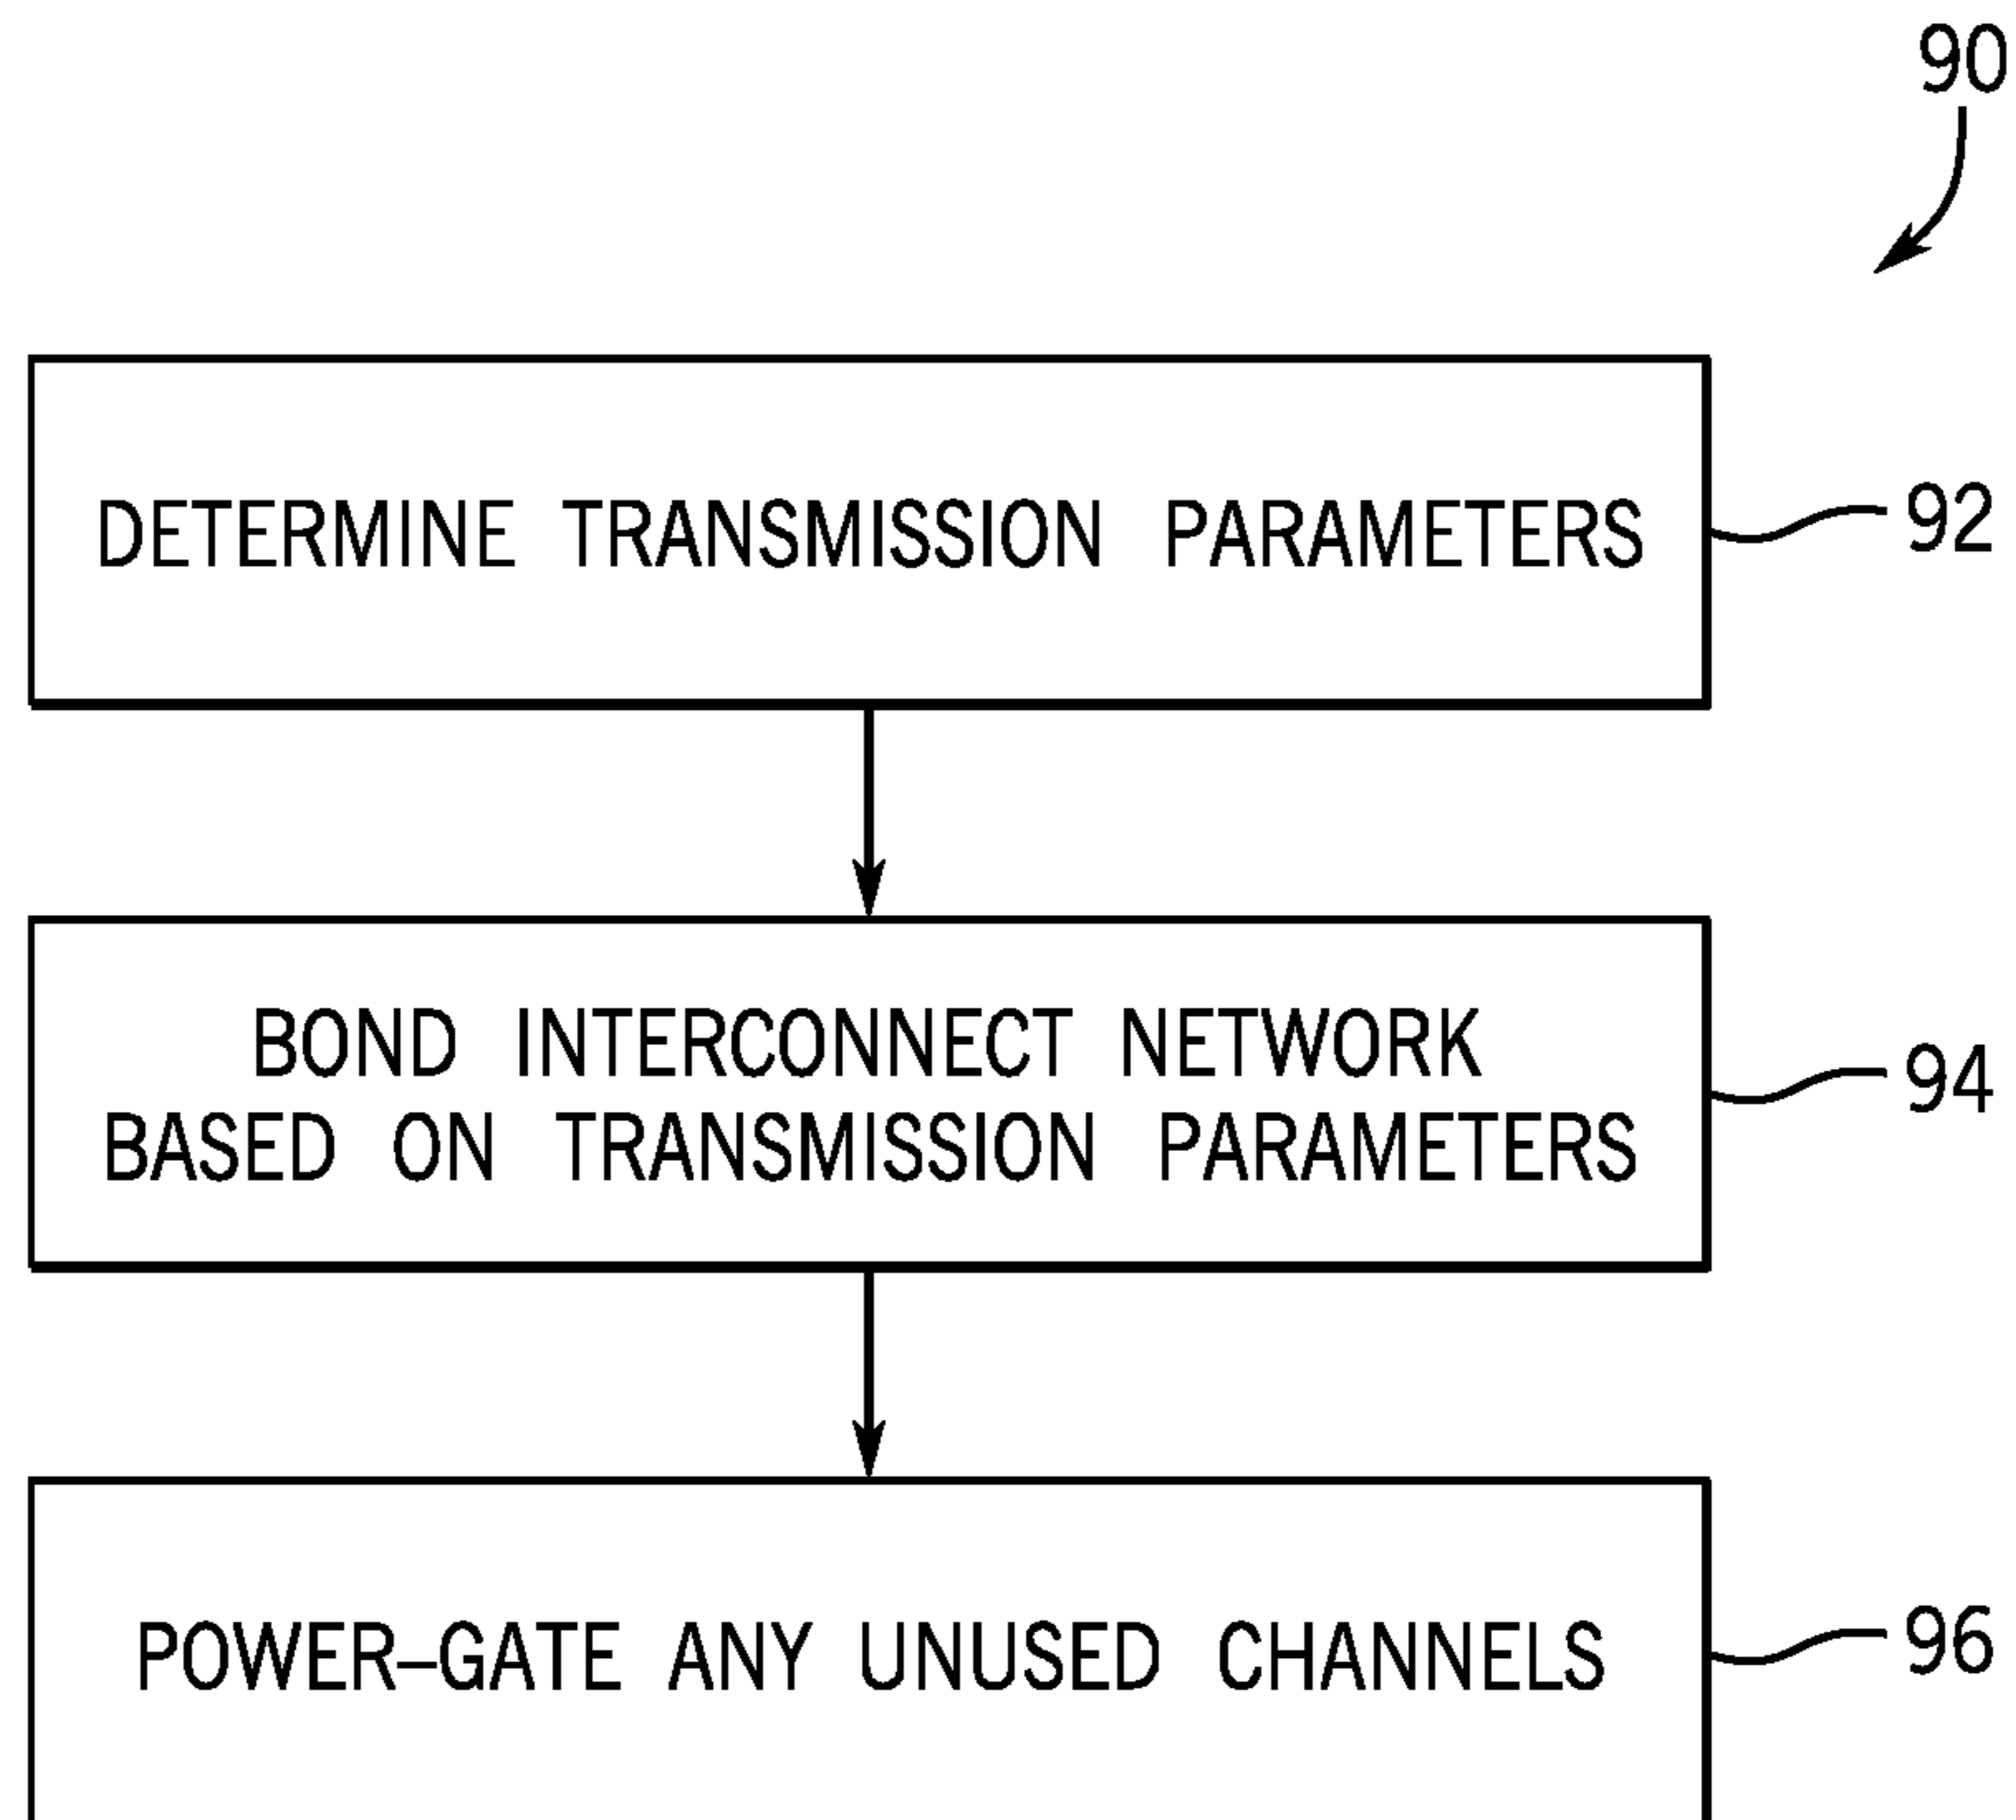 90
DETERMINE TRANSMISSION PARAMETERS
92
BOND INTERCONNECT NETWORK
BASED ON TRANSMISSION PARAMETERS
94
POWER–GATE ANY UNUSED CHANNELS
96